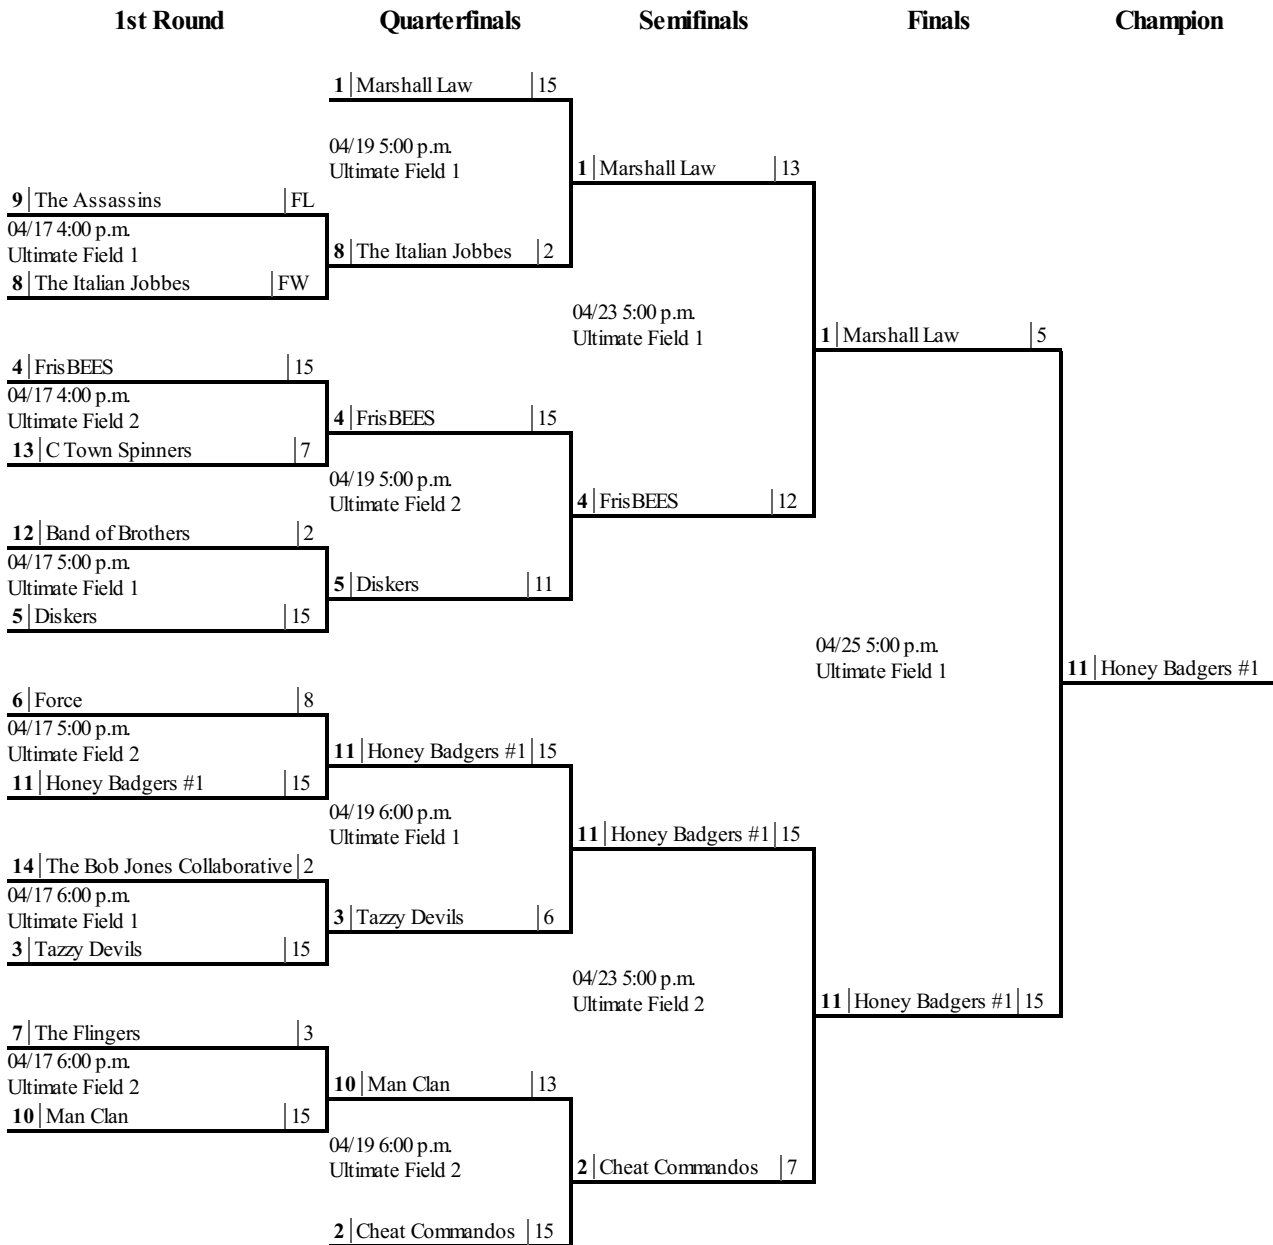 1st Round Quarterfinals Semifinals Finals Champion
1 Marshall Law 15
04/19 5:00 p.m.
Ultimate Field 1
1 Marshall Law 13
9 The Assassins FL
04/17 4:00 p.m.
Ultimate Field 1
8 The Italian Jobbes 2
8 The Italian Jobbes FW
04/23 5:00 p.m.
Ultimate Field 1
1 Marshall Law 5
4 FrisBEES 15
04/17 4:00 p.m.
Ultimate Field 2
4 FrisBEES 15
13 C Town Spinners 7
04/19 5:00 p.m.
Ultimate Field 2
4 FrisBEES 12
12 Band of Brothers 2
04/17 5:00 p.m.
Ultimate Field 1
5 Diskers 11
5 Diskers 15
04/25 5:00 p.m.
Ultimate Field 1
11 Honey Badgers #1
6 Force 8
04/17 5:00 p.m.
Ultimate Field 2
11 Honey Badgers #1 15
11 Honey Badgers #1 15
04/19 6:00 p.m.
Ultimate Field 1
11 Honey Badgers #1 15
14 The Bob Jones Collaborative 2
04/17 6:00 p.m.
Ultimate Field 1
3 Tazzy Devils 6
3 Tazzy Devils 15
04/23 5:00 p.m.
Ultimate Field 2
11 Honey Badgers #1 15
7 The Flingers 3
04/17 6:00 p.m.
Ultimate Field 2
10 Man Clan 13
10 Man Clan 15
04/19 6:00 p.m.
Ultimate Field 2
2 Cheat Commandos 7
2 Cheat Commandos 15